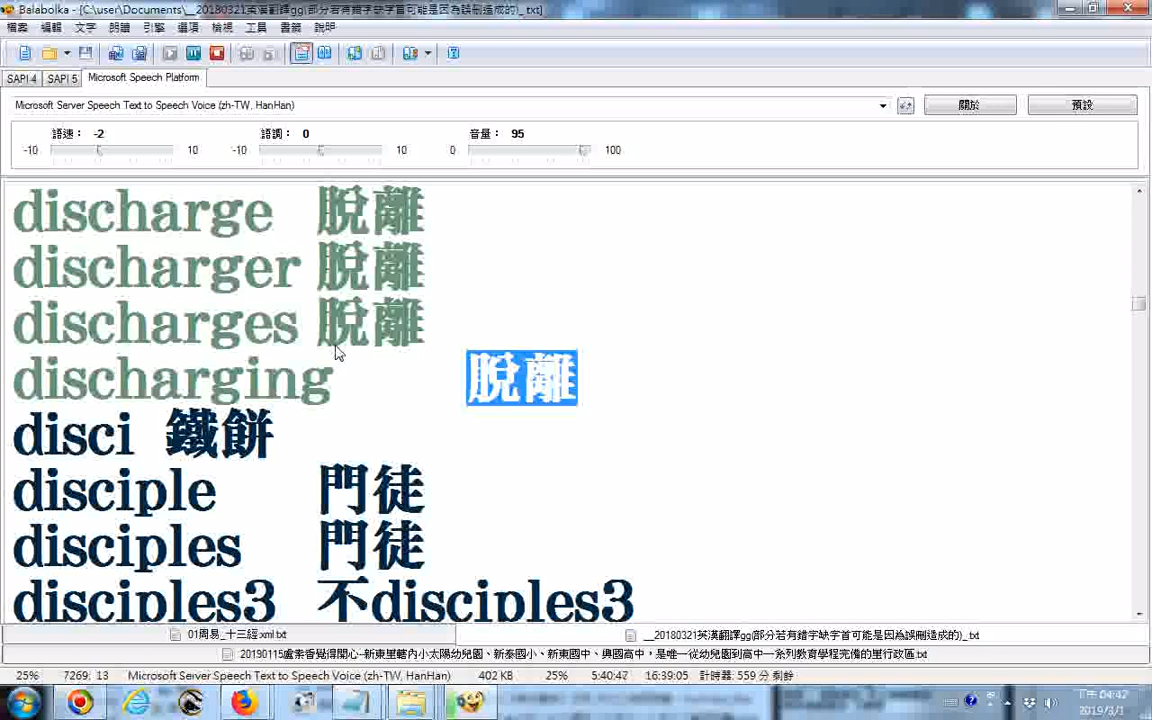 Balabolka - [C:\user\Documents\__20180321英漢翻譯gg(部分若有錯字缺字首可能是因為誤刪造成的)_.txt]
檔案 編輯 文字 朗讀 引擎 選項 檢視 工具 書籤 說明
SAPI 4 SAPI 5 Microsoft Speech Platform
Microsoft Server Speech Text to Speech Voice (zh-TW, HanHan) 關於 預設
語速： -2 語調： 0 音量： 95
-10 10 -10 10 0 100
discharge 脫離
discharger 脫離
discharges 脫離
discharging 脫離
disci 鐵餅
disciple 門徒
disciples 門徒
disciples3 不disciples3
01周易_十三經.xml.txt __20180321英漢翻譯gg(部分若有錯字缺字首可能是因為誤刪造成的)_.txt
20190115盧素香覺得開心-新東里轄內小太陽幼兒園、新泰國小、新東國中、興國高中，是唯一從幼兒園到高中一系列教育學程完備的里行政區.txt
25% 7269, 13 Microsoft Server Speech Text to Speech Voice (zh-TW, HanHan) 402 KB 25% 5:40:47 16:39:05 計時器: 559 分 剩餘
下午 04:42
2019/3/1